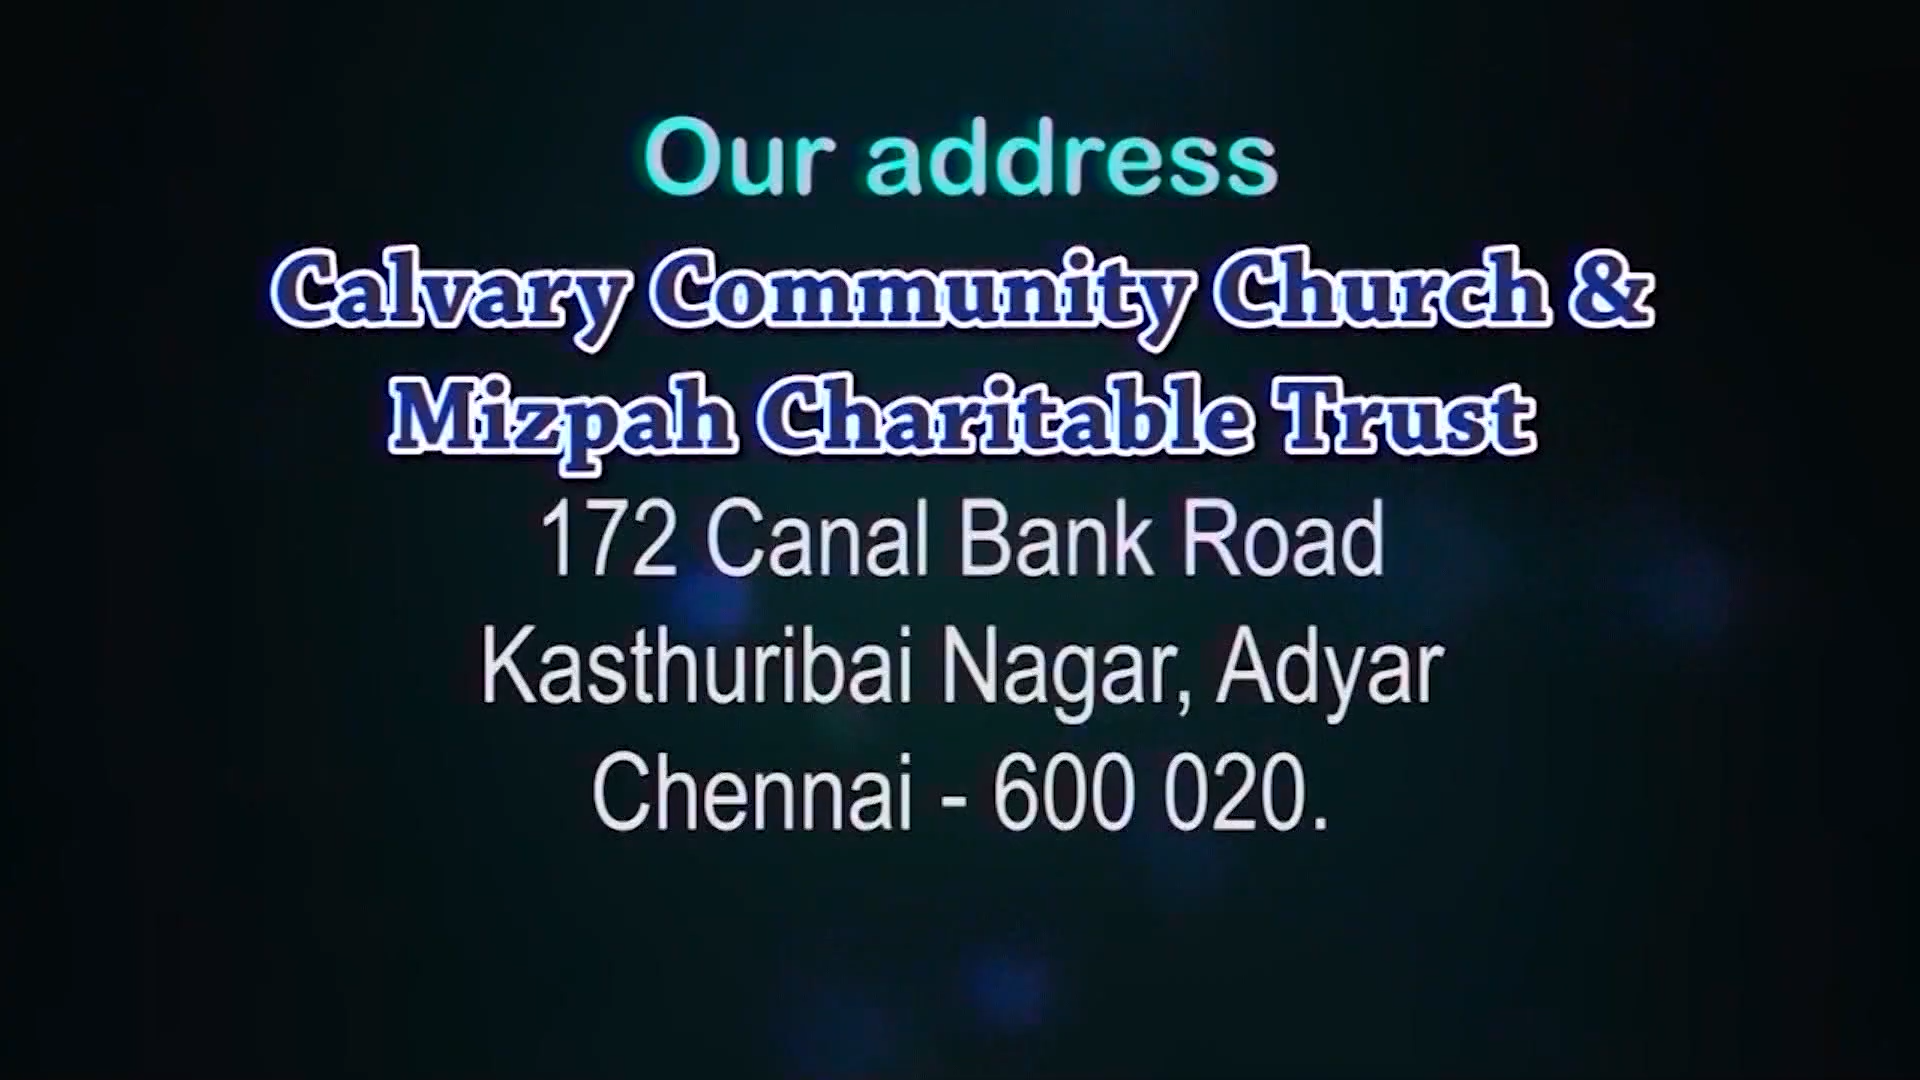 Our address
Calvary Community Church &
Mizpah Charitable Trust
172 Canal Bank Road
Kasthuribai Nagar, Adyar
Chennai - 600 020.